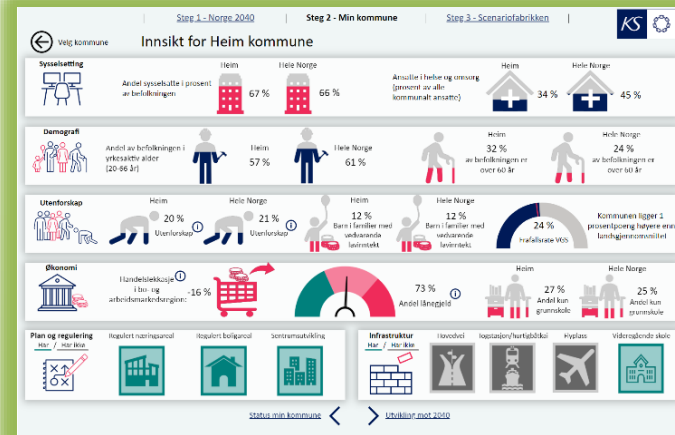 Steg 1 - Norge 2040 | Steg 2 - Min kommune | Steg 3 - Scenariofabrikken |
KS
Velg kommune
Innsikt for Heim kommune
Sysselsetting
Andel sysselsatte i prosent
av befolkningen
Heim
67 %
Hele Norge
66 %
Ansatte i helse og omsorg
(prosent av alle
kommunalt ansatte)
Heim
34 %
Hele Norge
45 %
Demografi
Andel av befolkningen i
yrkesaktiv alder
(20-66 år)
Heim
57 %
Hele Norge
61 %
Heim
32 %
av befolkningen er
over 60 år
Hele Norge
24 %
av befolkningen er
over 60 år
Utenforskap
Heim
20 %
Utenforskap
Hele Norge
21 %
Utenforskap
Heim
12 %
Barn i familier med
vedvarende
lavinntekt
Hele Norge
12 %
Barn i familier med
vedvarende
lavinntekt
24 %
Frafallsrate VGS
Kommunen ligger 1
prosentpoeng høyere enn
landsgjennomsnittet
Økonomi
Handelslekkasje
i bo- og
arbeidsmarkedsregion:
-16 %
73 %
Andel lånegjeld
Heim
27 %
Andel kun
grunnskole
Hele Norge
25 %
Andel kun
grunnskole
Plan og regulering
Har / Har ikke
Regulert næringsareal
Regulert boligareal
Sentrumsutvikling
Infrastruktur
Har / Har ikke
Hovedvei
Togstasjon/hurtigbåtkai
Flyplass
Videregående skole
Status min kommune
Utvikling mot 2040